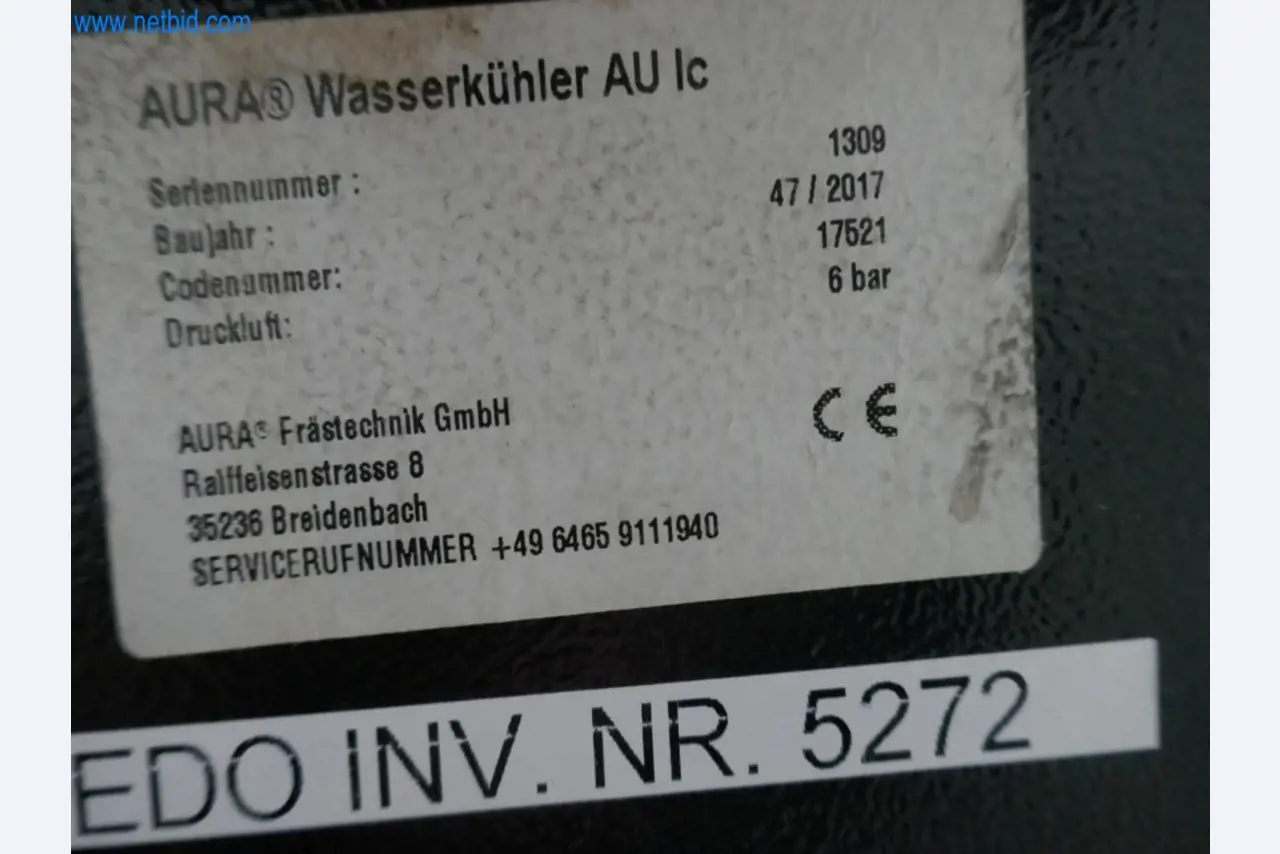 www.netbid.com
AURA® Wasserkühler AU Ic
Seriennummer : 1309
Baujahr : 47 / 2017
Codenummer: 17521
Druckluft: 6 bar
AURA® Frästechnik GmbH
CE
Raiffeisenstrasse 8
35236 Breidenbach
SERVICERUFNUMMER +49 6465 9111940
EDO INV. NR. 5272